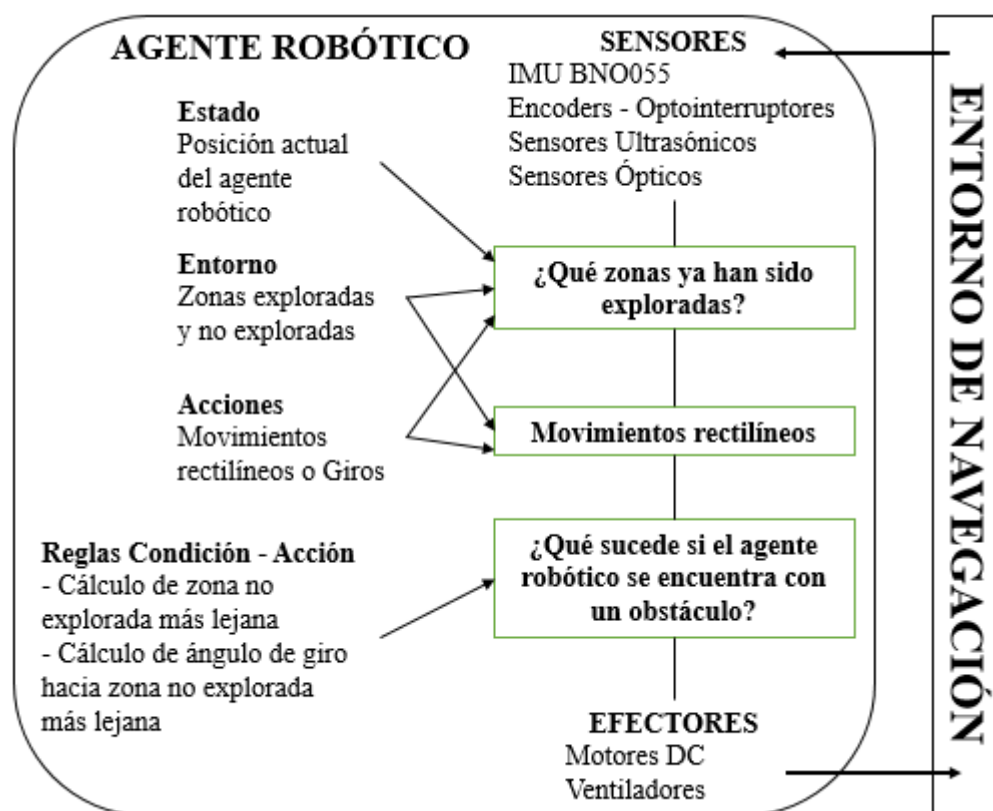 AGENTE ROBÓTICO
SENSORES
IMU BNO055
Encoders - Optointerruptores
Sensores Ultrasónicos
Sensores Ópticos
Estado
Posición actual
del agente
robótico
Entorno
Zonas exploradas
y no exploradas
Acciones
Movimientos
rectilíneos o Giros
Reglas Condición - Acción
- Cálculo de zona no
explorada más lejana
- Cálculo de ángulo de giro
hacia zona no explorada
más lejana
¿Qué zonas ya han sido
exploradas?
Movimientos rectilíneos
¿Qué sucede si el agente
robótico se encuentra con
un obstáculo?
EFECTORES
Motores DC
Ventiladores
ENTORNO DE NAVEGACIÓN